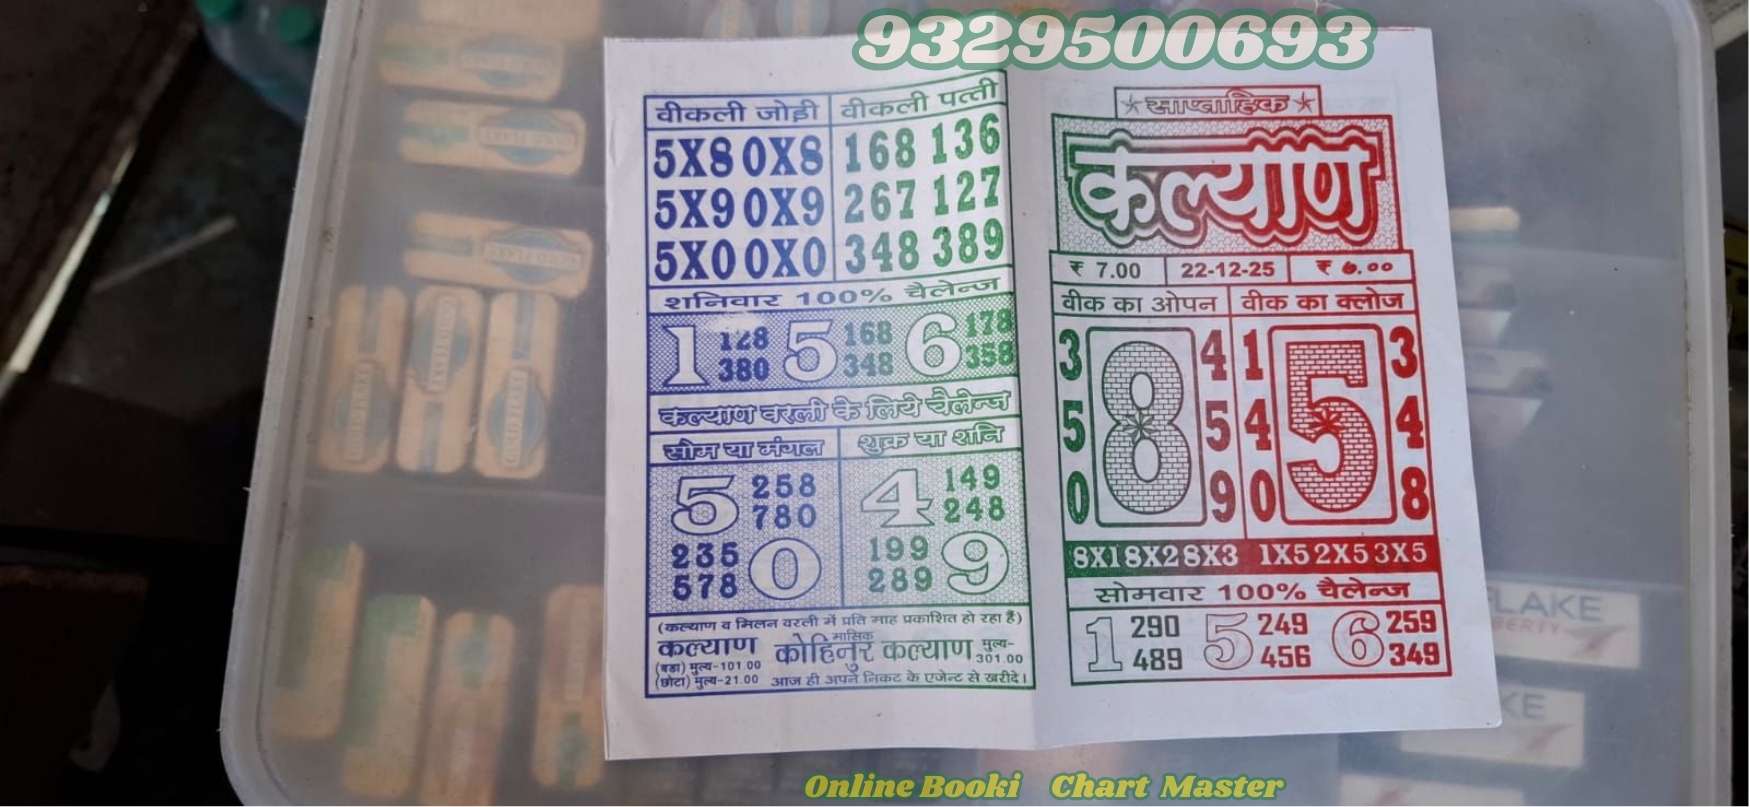 9329500693
वीकली जोड़ी वीकली पत्ती
5X8 0X8 168 136
5X9 0X9 267 127
5X0 0X0 348 389
शनिवार 100% चैलेन्ज
1 128 380 5 168 348 6 178 358
कल्याण वरली के लिये चैलेन्ज
सोम या मंगल शुक्र या शनि
5 258 780 4 149 248
235 578 0 199 289 9
(कल्याण व मिलन वरली में प्रति माह प्रकाशित हो रहा है)
कल्याण मासिक कोहिनुर कल्याण मुल्य-301.00
(बडा) मुल्य-101.00
(छोटा) मुल्य-21.00 आज ही अपने निकट के एजेन्ट से खरीदे।
साप्ताहिक
कल्याण
₹ 7.00 22-12-25 ₹ ७.००
वीक का ओपन वीक का क्लोज
3 8 4 1 5 3
5 5 4 4
0 9 0 8
8X1 8X2 8X3 1X5 2X5 3X5
सोमवार 100% चैलेन्ज
1 290 489 5 249 456 6 259 349
LAKE
BERTY
KE
Online Booki Chart Master